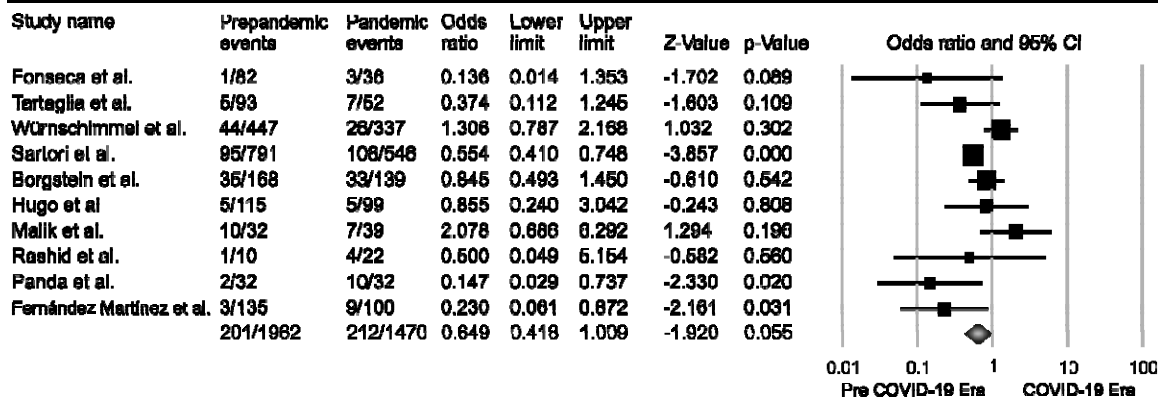 Study name Prepandemic events Pandemic events Odds ratio Lower limit Upper limit Z-Value p-Value Odds ratio and 95% CI
Fonseca et al. 1/82 3/36 0.136 0.014 1.353 -1.702 0.089
Tartaglia et al. 5/93 7/52 0.374 0.112 1.245 -1.603 0.109
Würnschimmel et al. 44/447 26/337 1.306 0.787 2.168 1.032 0.302
Sartori et al. 95/791 108/546 0.554 0.410 0.748 -3.857 0.000
Borgstein et al. 35/168 33/139 0.845 0.493 1.450 -0.610 0.542
Hugo et al 5/115 5/99 0.855 0.240 3.042 -0.243 0.808
Malik et al. 10/32 7/39 2.078 0.686 6.292 1.294 0.196
Rashid et al. 1/10 4/22 0.500 0.049 5.154 -0.582 0.560
Panda et al. 2/32 10/32 0.147 0.029 0.737 -2.330 0.020
Fernández Martínez et al. 3/135 9/100 0.230 0.061 0.872 -2.161 0.031
201/1962 212/1470 0.649 0.418 1.009 -1.920 0.055
0.01 0.1 1 10 100
Pre COVID-19 Era COVID-19 Era